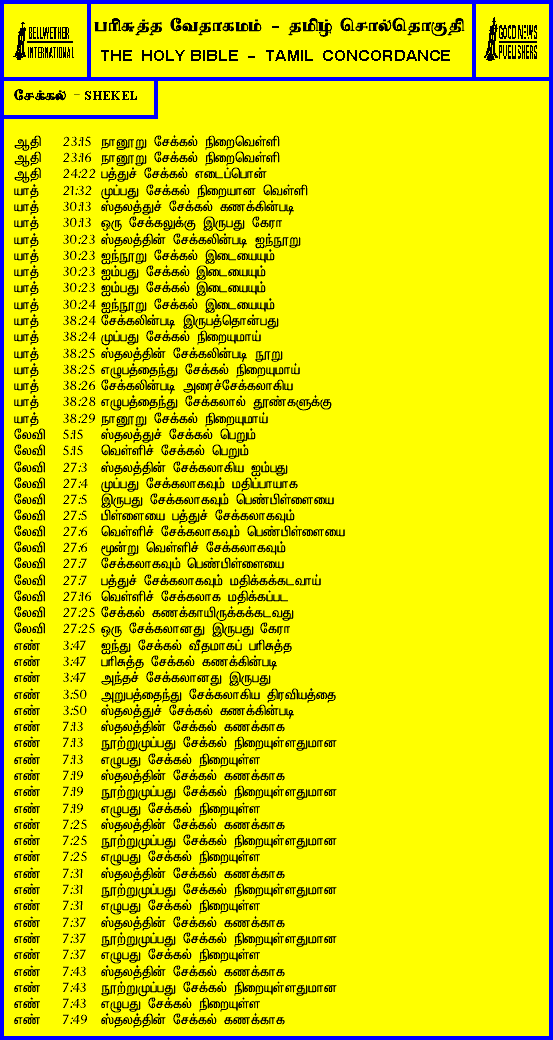 BELLWETHER
INTERNATIONAL
பரிசுத்த வேதாகமம் - தமிழ் சொல்தொகுதி
THE HOLY BIBLE - TAMIL CONCORDANCE
GOOD NEWS
PUBLISHERS
சேக்கல் - SHEKEL
ஆதி 23:15 நானூறு சேக்கல் நிறைவெள்ளி
ஆதி 23:16 நானூறு சேக்கல் நிறைவெள்ளி
ஆதி 24:22 பத்துச் சேக்கல் எடைப்பொன்
யாத் 21:32 முப்பது சேக்கல் நிறையான வெள்ளி
யாத் 30:13 ஸ்தலத்துச் சேக்கல் கணக்கின்படி
யாத் 30:13 ஒரு சேக்கலுக்கு இருபது கேரா
யாத் 30:23 ஸ்தலத்தின் சேக்கலின்படி ஐந்நூறு
யாத் 30:23 ஐந்நூறு சேக்கல் இடையையும்
யாத் 30:23 ஐம்பது சேக்கல் இடையையும்
யாத் 30:23 ஐம்பது சேக்கல் இடையையும்
யாத் 30:24 ஐந்நூறு சேக்கல் இடையையும்
யாத் 38:24 சேக்கலின்படி இருபத்தொன்பது
யாத் 38:24 முப்பது சேக்கல் நிறையுமாய்
யாத் 38:25 ஸ்தலத்தின் சேக்கலின்படி நூறு
யாத் 38:25 எழுபத்தைந்து சேக்கல் நிறையுமாய்
யாத் 38:26 சேக்கலின்படி அரைச்சேக்கலாகிய
யாத் 38:28 எழுபத்தைந்து சேக்கலால் தூண்களுக்கு
யாத் 38:29 நானூறு சேக்கல் நிறையுமாய்
லேவி 5:15 ஸ்தலத்துச் சேக்கல் பெறும்
லேவி 5:15 வெள்ளிச் சேக்கல் பெறும்
லேவி 27:3 ஸ்தலத்தின் சேக்கலாகிய ஐம்பது
லேவி 27:4 முப்பது சேக்கலாகவும் மதிப்பாயாக
லேவி 27:5 இருபது சேக்கலாகவும் பெண்பிள்ளையை
லேவி 27:5 பிள்ளையை பத்துச் சேக்கலாகவும்
லேவி 27:6 வெள்ளிச் சேக்கலாகவும் பெண்பிள்ளையை
லேவி 27:6 மூன்று வெள்ளிச் சேக்கலாகவும்
லேவி 27:7 சேக்கலாகவும் பெண்பிள்ளையை
லேவி 27:7 பத்துச் சேக்கலாகவும் மதிக்கக்கடவாய்
லேவி 27:16 வெள்ளிச் சேக்கலாக மதிக்கப்பட
லேவி 27:25 சேக்கல் கணக்காயிருக்கக்கடவது
லேவி 27:25 ஒரு சேக்கலானது இருபது கேரா
எண் 3:47 ஐந்து சேக்கல் வீதமாகப் பரிசுத்த
எண் 3:47 பரிசுத்த சேக்கல் கணக்கின்படி
எண் 3:47 அந்தச் சேக்கலானது இருபது
எண் 3:50 அறுபத்தைந்து சேக்கலாகிய திரவியத்தை
எண் 3:50 ஸ்தலத்துச் சேக்கல் கணக்கின்படி
எண் 7:13 ஸ்தலத்தின் சேக்கல் கணக்காக
எண் 7:13 நூற்றுமுப்பது சேக்கல் நிறையுள்ளதுமான
எண் 7:13 எழுபது சேக்கல் நிறையுள்ள
எண் 7:19 ஸ்தலத்தின் சேக்கல் கணக்காக
எண் 7:19 நூற்றுமுப்பது சேக்கல் நிறையுள்ளதுமான
எண் 7:19 எழுபது சேக்கல் நிறையுள்ள
எண் 7:25 ஸ்தலத்தின் சேக்கல் கணக்காக
எண் 7:25 நூற்றுமுப்பது சேக்கல் நிறையுள்ளதுமான
எண் 7:25 எழுபது சேக்கல் நிறையுள்ள
எண் 7:31 ஸ்தலத்தின் சேக்கல் கணக்காக
எண் 7:31 நூற்றுமுப்பது சேக்கல் நிறையுள்ளதுமான
எண் 7:31 எழுபது சேக்கல் நிறையுள்ள
எண் 7:37 ஸ்தலத்தின் சேக்கல் கணக்காக
எண் 7:37 நூற்றுமுப்பது சேக்கல் நிறையுள்ளதுமான
எண் 7:37 எழுபது சேக்கல் நிறையுள்ள
எண் 7:43 ஸ்தலத்தின் சேக்கல் கணக்காக
எண் 7:43 நூற்றுமுப்பது சேக்கல் நிறையுள்ளதுமான
எண் 7:43 எழுபது சேக்கல் நிறையுள்ள
எண் 7:49 ஸ்தலத்தின் சேக்கல் கணக்காக